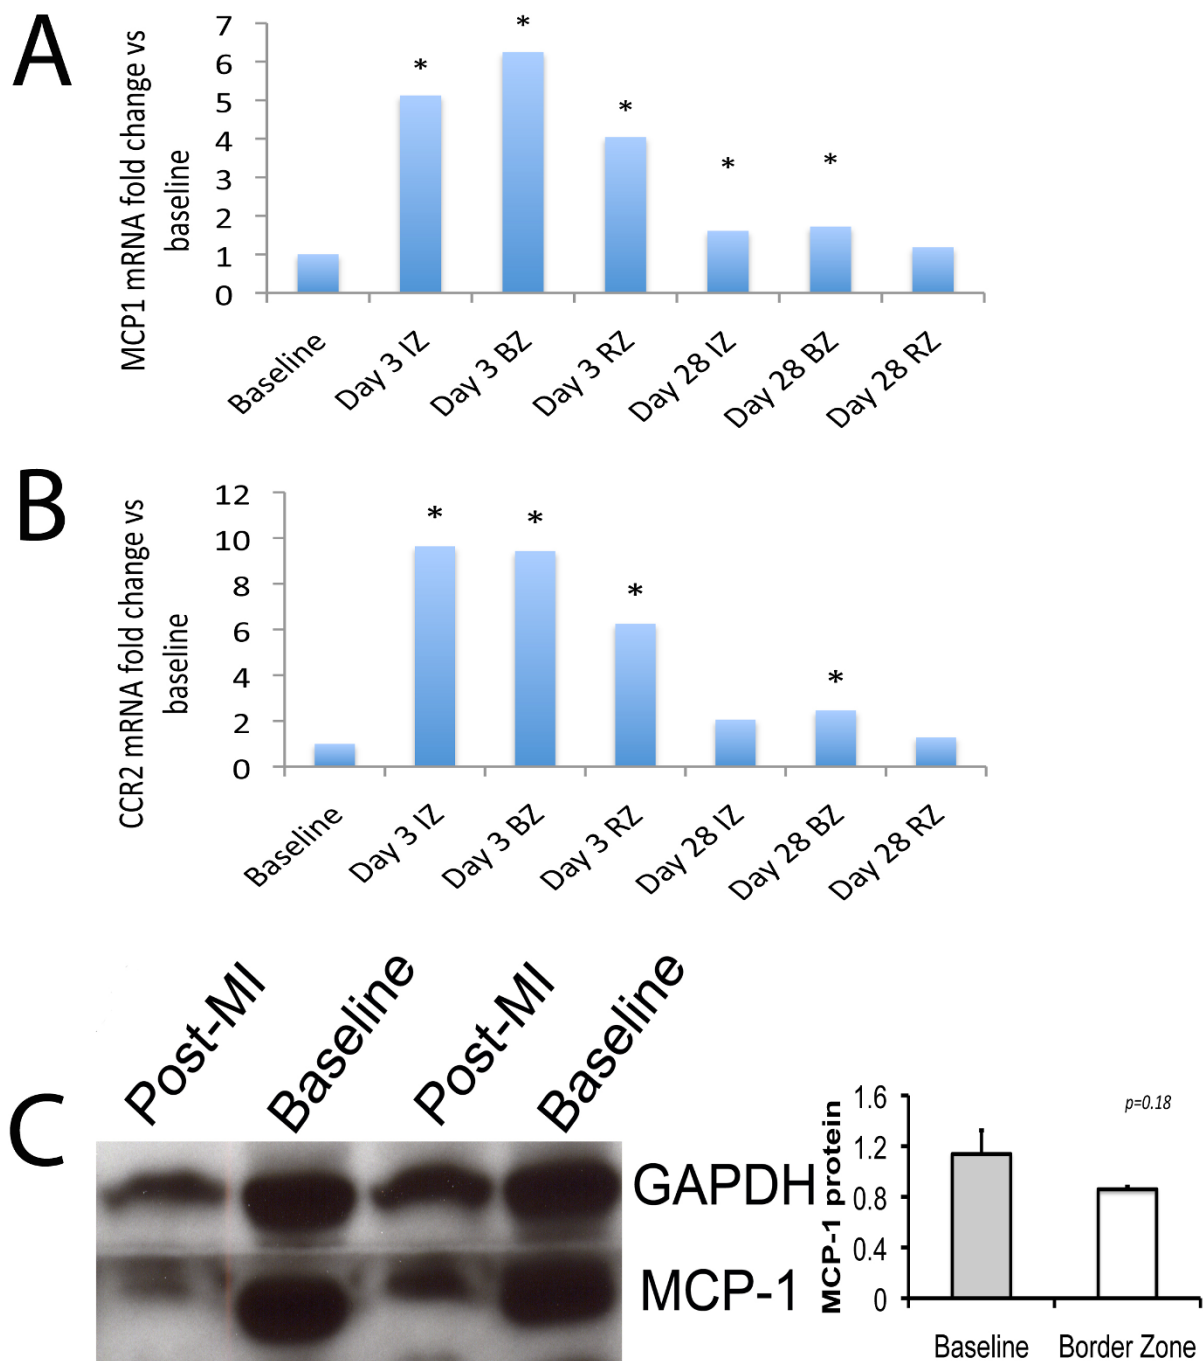 A
MCP1 mRNA fold change vs
baseline
7
6
5
4
3
2
1
0
*
*
*
*
*
Baseline
Day 3 IZ
Day 3 BZ
Day 3 RZ
Day 28 IZ
Day 28 BZ
Day 28 RZ
B
CCR2 mRNA fold change vs
baseline
12
10
8
6
4
2
0
*
*
*
*
Baseline
Day 3 IZ
Day 3 BZ
Day 3 RZ
Day 28 IZ
Day 28 BZ
Day 28 RZ
C
Post-MI
Baseline
Post-MI
Baseline
GAPDH
MCP-1
MCP-1 protein
1.6
1.2
0.8
0.4
0
p=0.18
Baseline
Border Zone